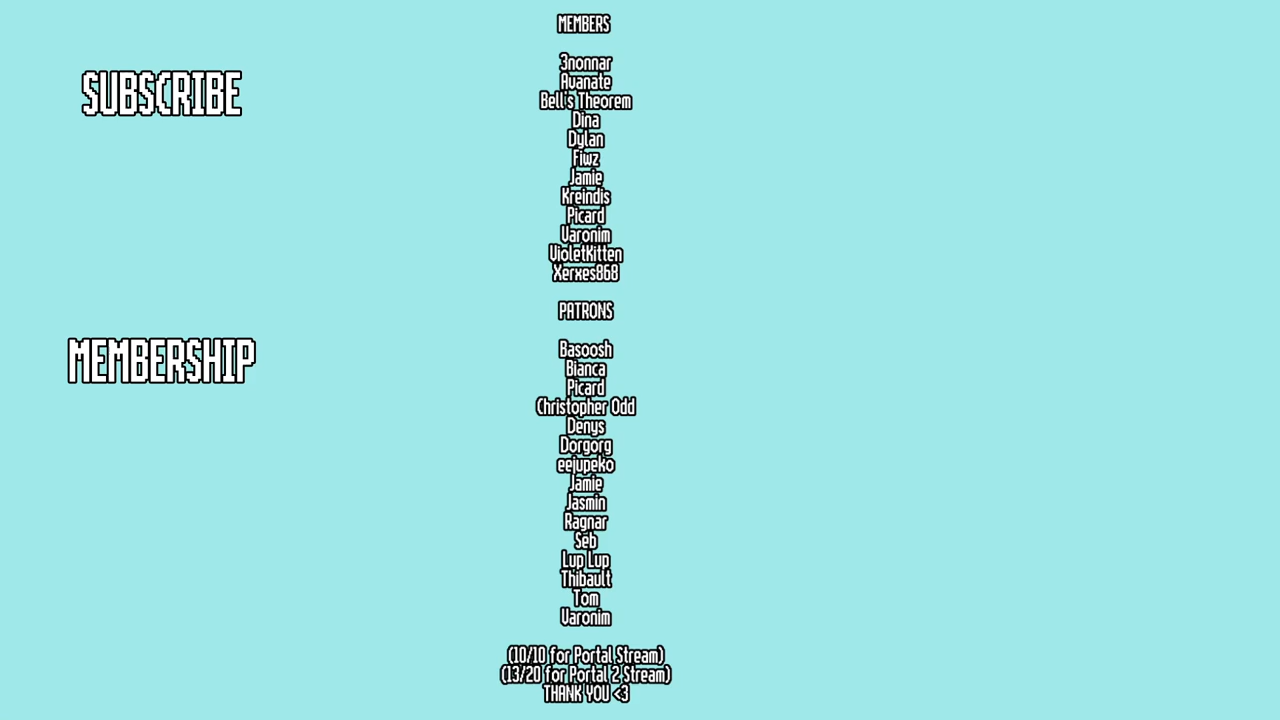 SUBSCRIBE
MEMBERSHIP
MEMBERS
3nonnar
Avanate
Bell's Theorem
Dina
Dylan
Fiwz
Jamie
Kreindis
Picard
Varonim
VioletKitten
Xerxes868
PATRONS
Basoosh
Bianca
Picard
Christopher Odd
Denys
Dorgorg
eejupeko
Jamie
Jasmin
Ragnar
Seb
Lup Lup
Thibault
Tom
Varonim
(10/10 for Portal Stream)
(13/20 for Portal 2 Stream)
THANK YOU <3